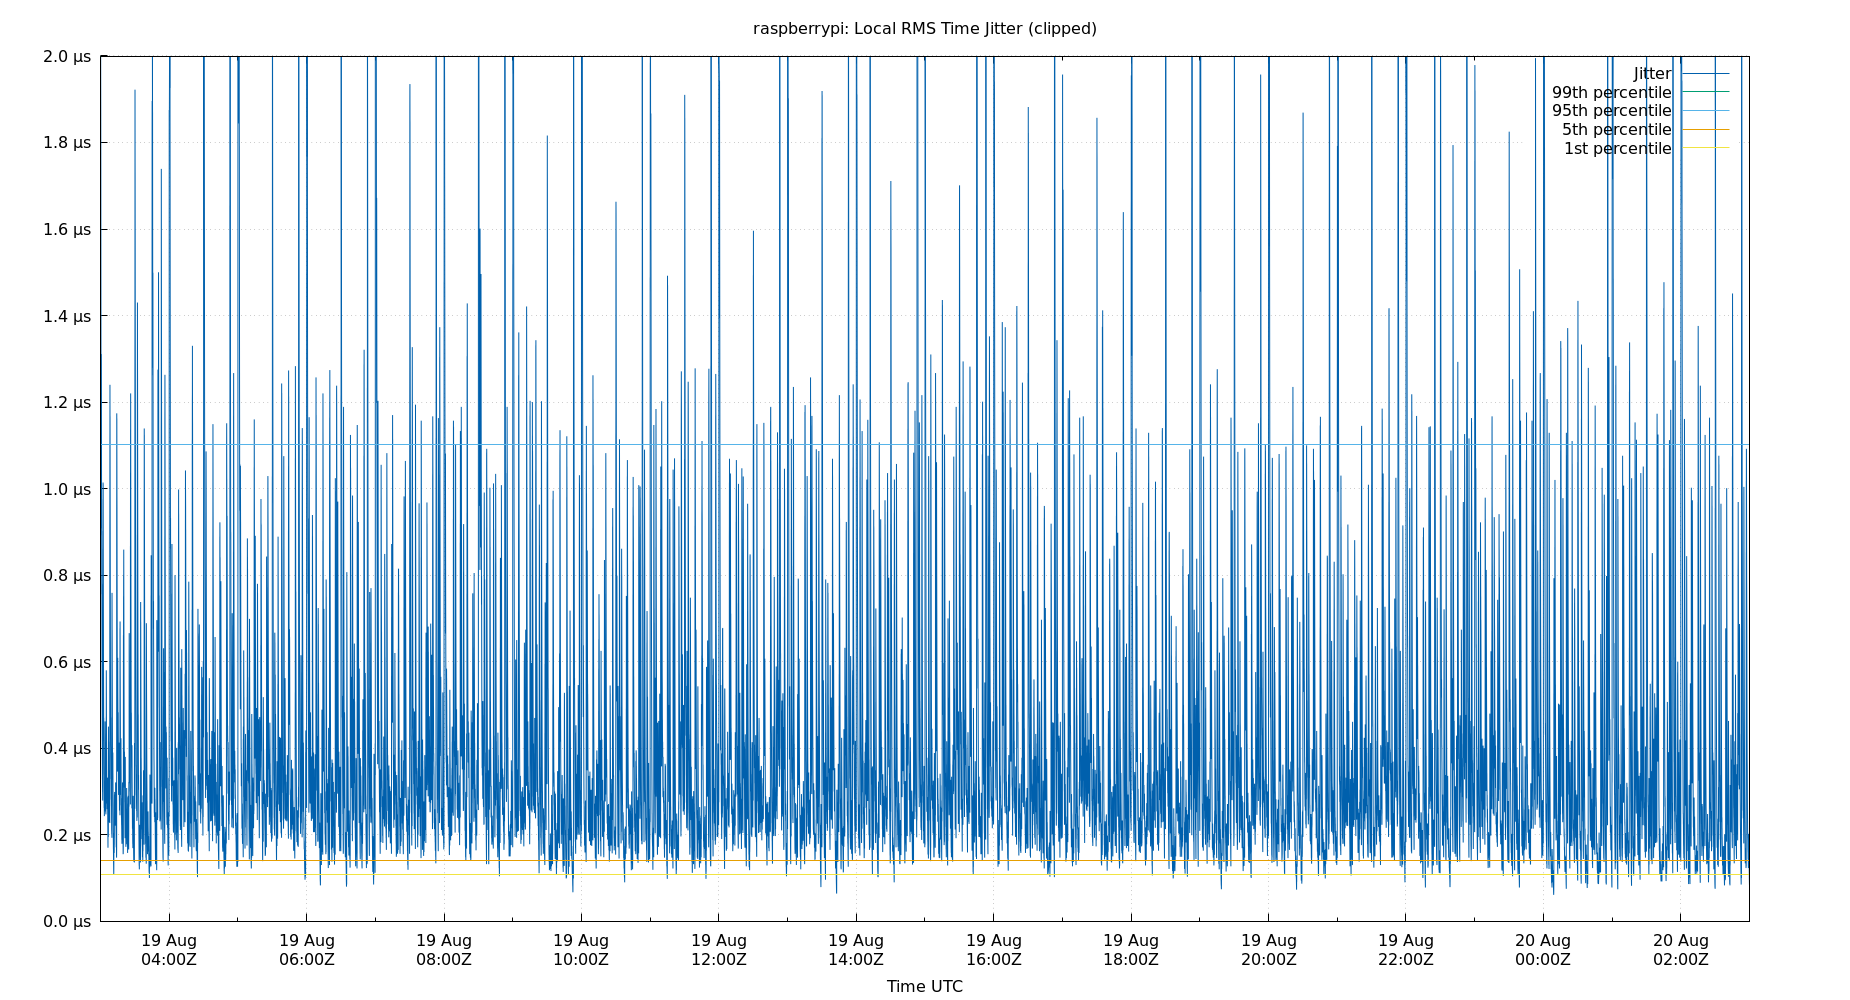 raspberrypi: Local RMS Time Jitter (clipped)
2.0 µs
1.8 µs
1.6 µs
1.4 µs
1.2 µs
1.0 µs
0.8 µs
0.6 µs
0.4 µs
0.2 µs
0.0 µs
Jitter
99th percentile
95th percentile
5th percentile
1st percentile
19 Aug 19 Aug 19 Aug 19 Aug 19 Aug 19 Aug 19 Aug 19 Aug 19 Aug 19 Aug 20 Aug 20 Aug
04:00Z 06:00Z 08:00Z 10:00Z 12:00Z 14:00Z 16:00Z 18:00Z 20:00Z 22:00Z 00:00Z 02:00Z
Time UTC